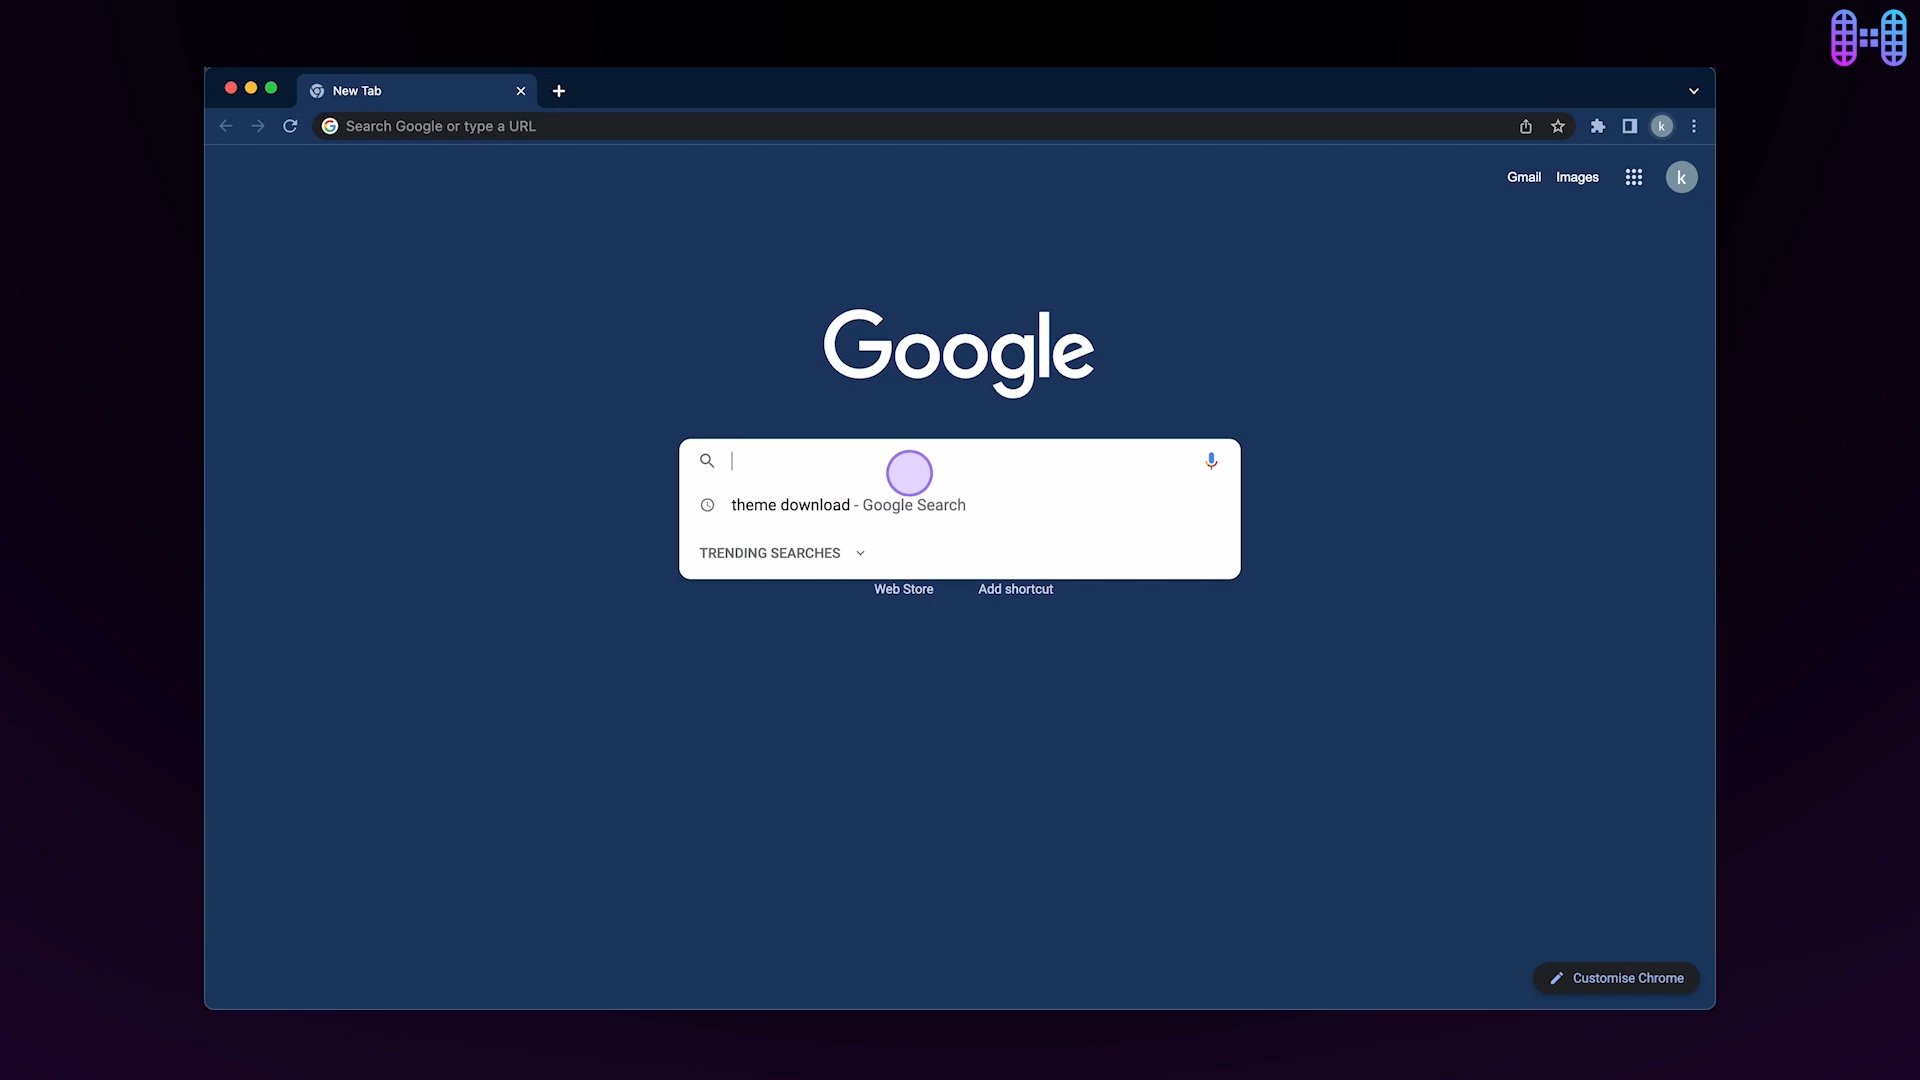 New Tab
Search Google or type a URL
k
Gmail Images
k
Google
theme download - Google Search
TRENDING SEARCHES
Web Store Add shortcut
Customise Chrome